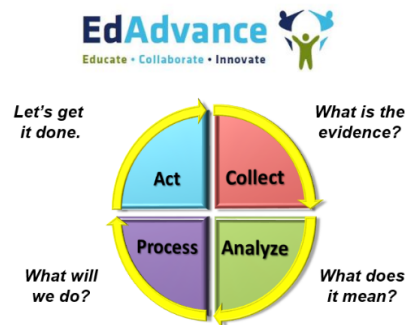 EdAdvance
Educate • Collaborate • Innovate
Let's get
it done.
What is the
evidence?
Act
Collect
Process
Analyze
What will
we do?
What does
it mean?